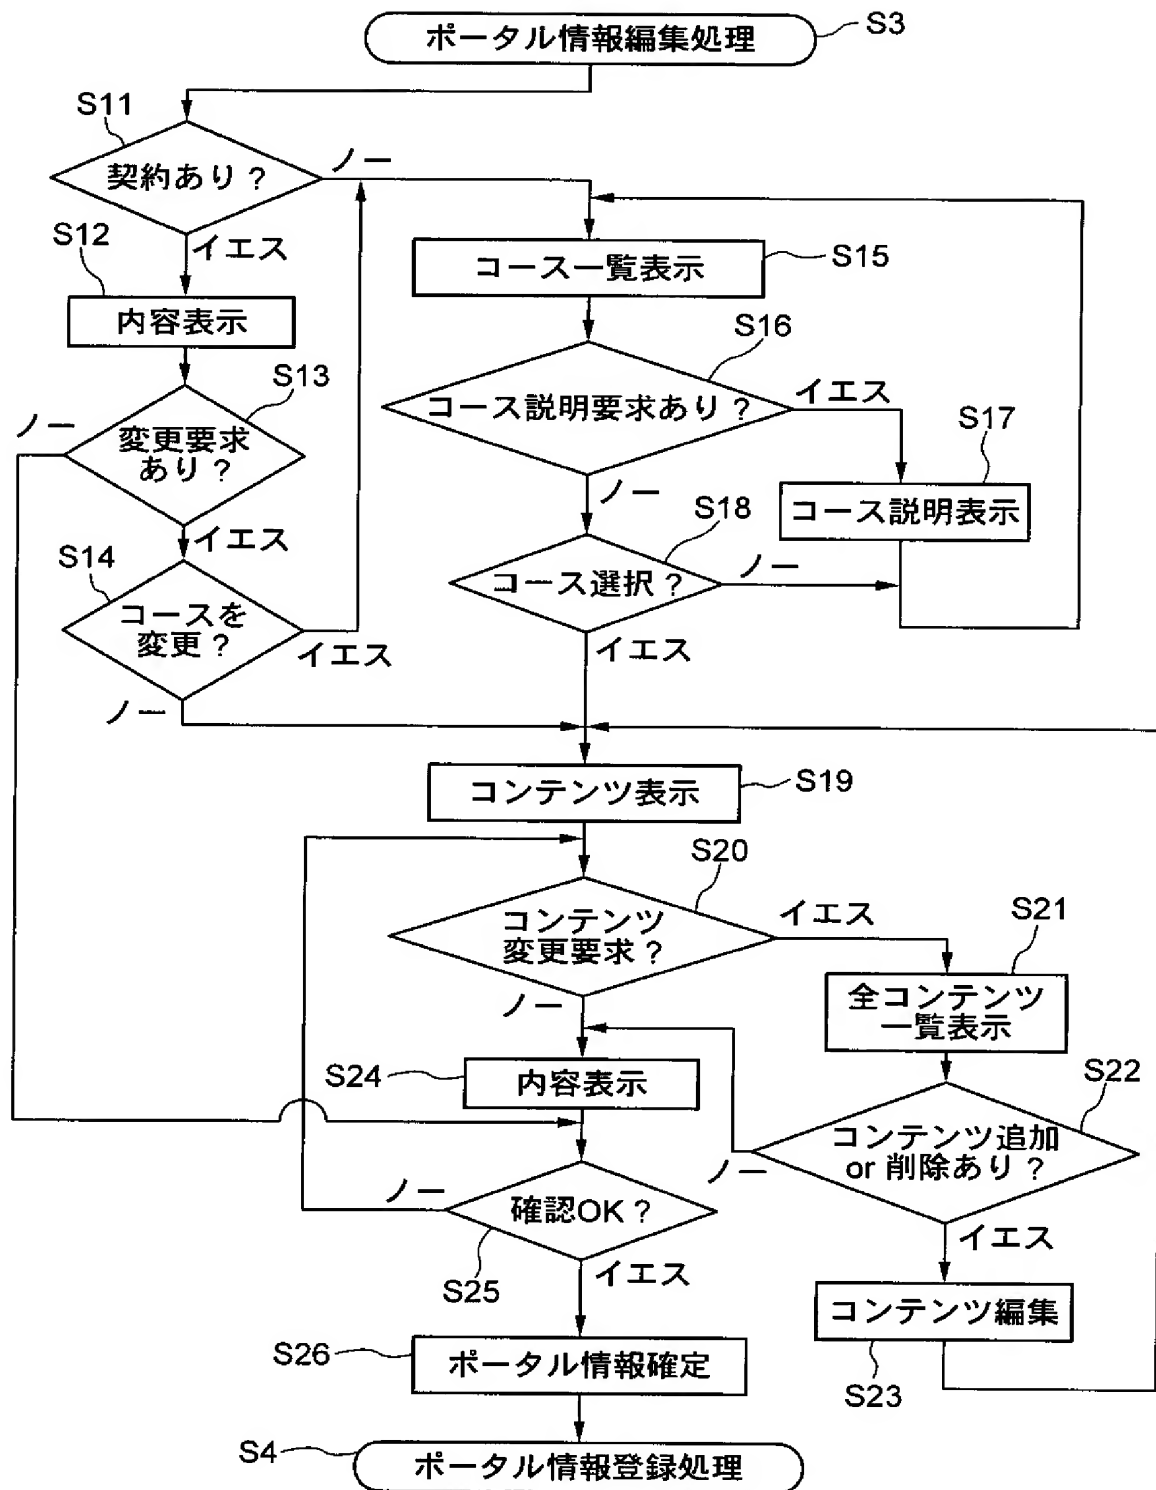 ポータル情報編集処理
S3
S11
契約あり?
ノー
イエス
S12
内容表示
S13
変更要求
あり?
ノー
イエス
S14
コースを
変更?
イエス
ノー
コース一覧表示
S15
S16
コース説明要求あり?
イエス
ノー
S17
コース説明表示
S18
コース選択?
ノー
イエス
コンテンツ表示
S19
S20
コンテンツ
変更要求?
イエス
ノー
S21
全コンテンツ
一覧表示
S22
コンテンツ追加
or 削除あり?
ノー
イエス
コンテンツ編集
S23
S24
内容表示
確認OK?
ノー
イエス
S25
S26
ポータル情報確定
S4
ポータル情報登録処理